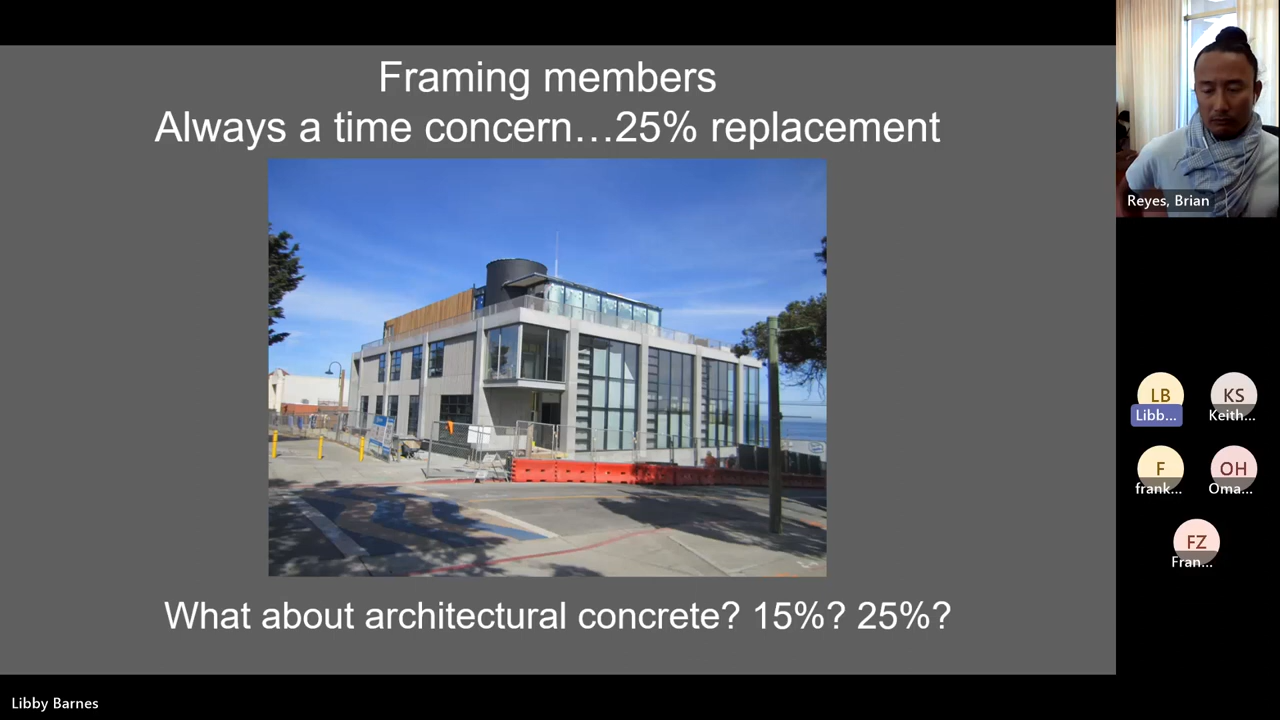 Framing members
Always a time concern…25% replacement
What about architectural concrete? 15%? 25%?
Reyes, Brian
LB
Libb...
KS
Keith...
F
frank...
OH
Oma...
FZ
Fran...
Libby Barnes